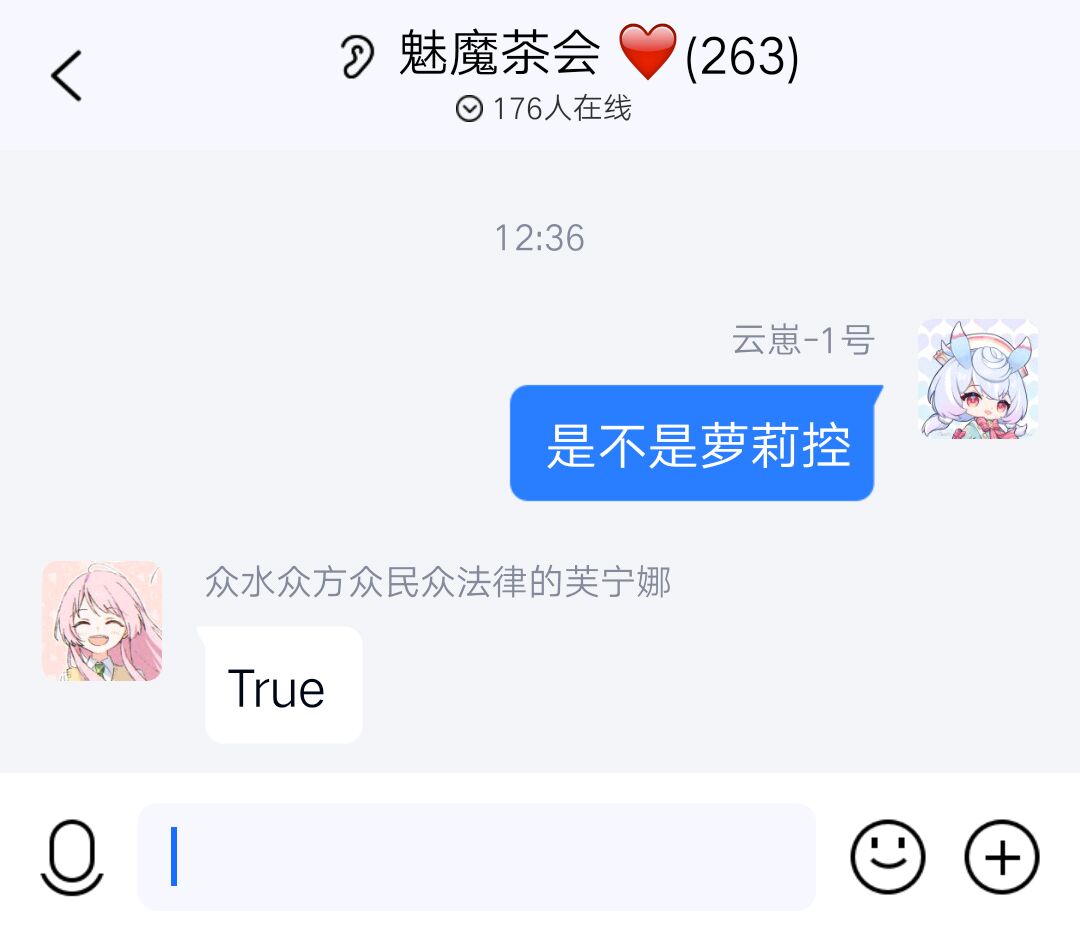 魅魔茶会 ❤️(263)
176人在线
12:36
云崽-1号
是不是萝莉控
众水众方众民众法律的芙宁娜
True